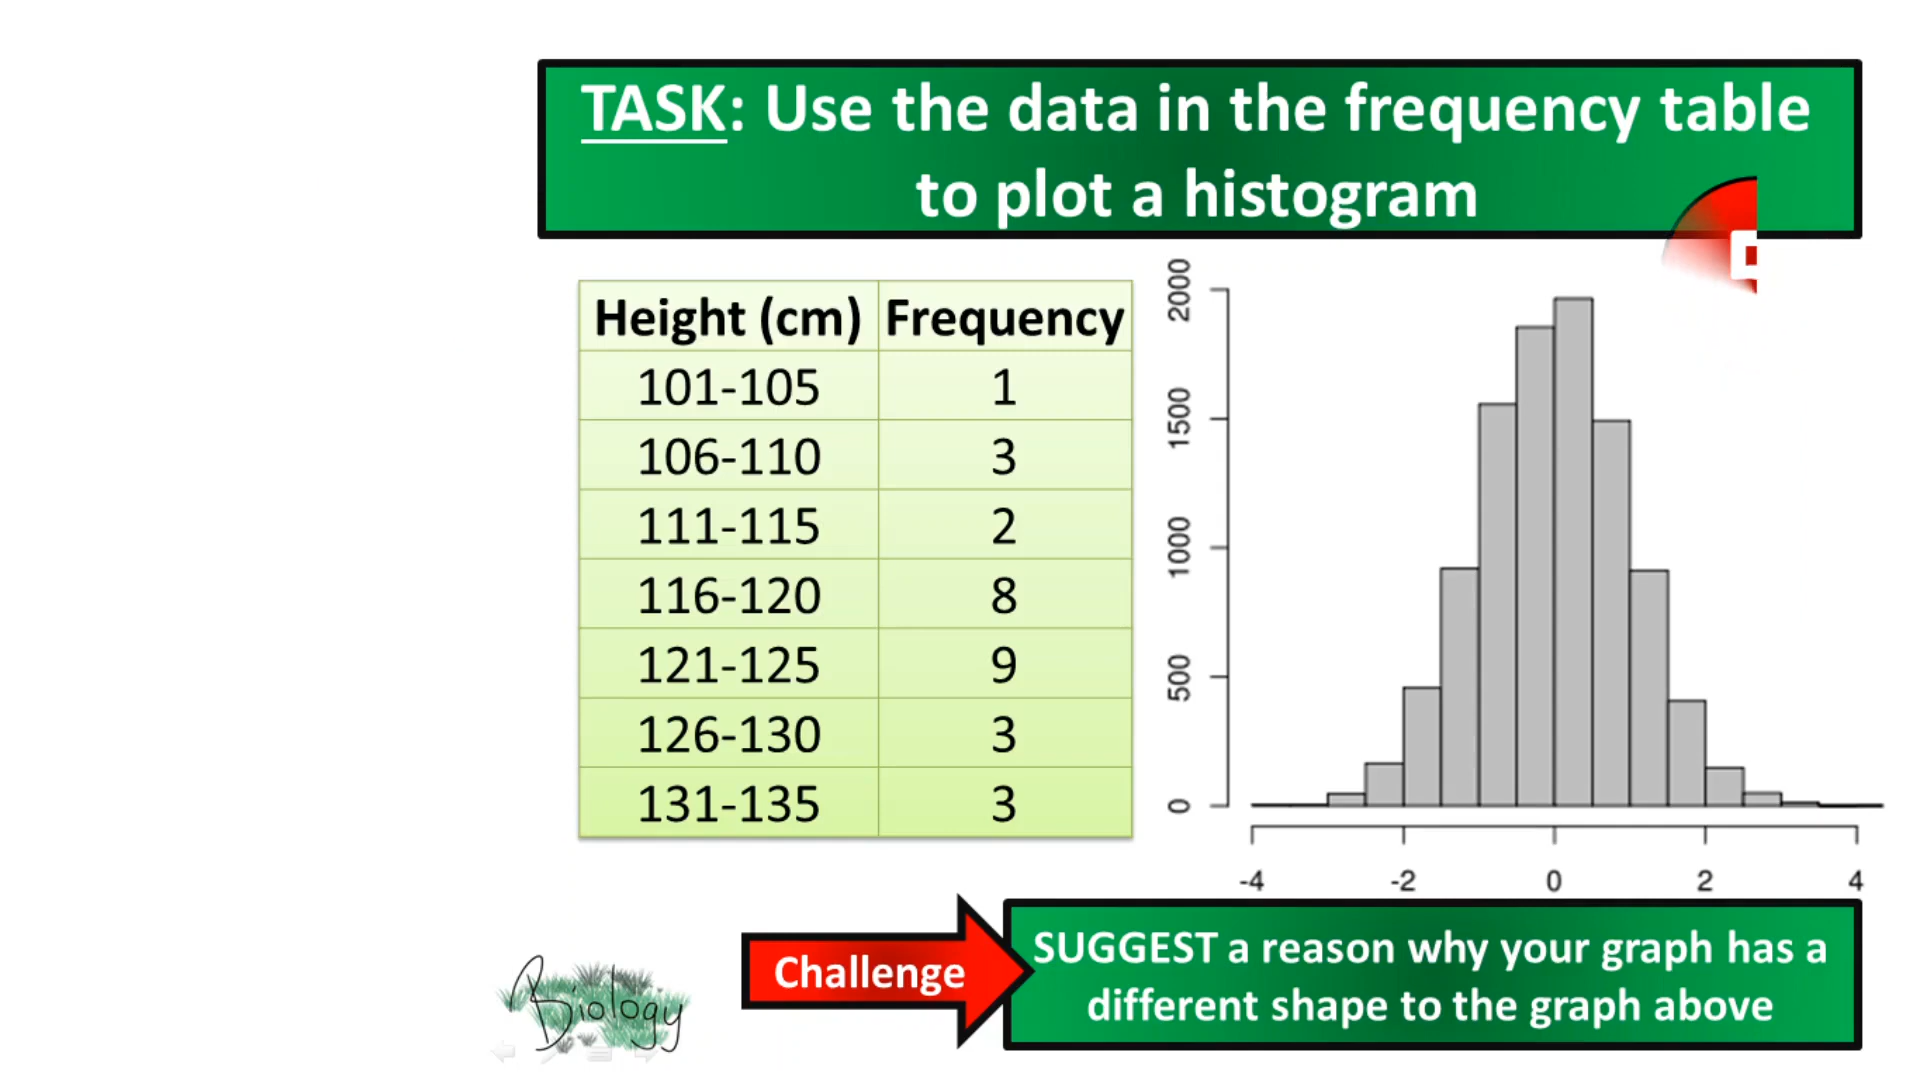 TASK: Use the data in the frequency table
to plot a histogram
Height (cm) Frequency
101-105 1
106-110 3
111-115 2
116-120 8
121-125 9
126-130 3
131-135 3
2000
1500
1000
500
0
-4 -2 0 2 4
Challenge
SUGGEST a reason why your graph has a
different shape to the graph above
Biology